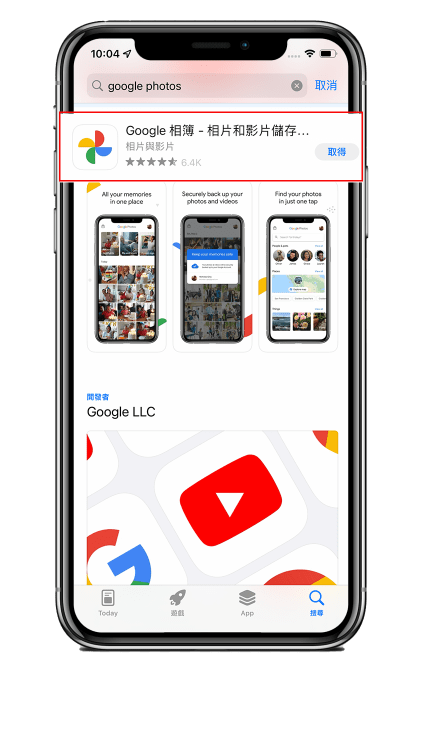 10:04
google photos
取消
Google 相簿 - 相片和影片儲存...
相片與影片
取得
6.4K
All your memories
in one place
Securely back up your
photos and videos
Find your photos
in just one tap
Google Photos
Keep your memories safe
開發者
Google LLC
Today
遊戲
App
搜尋